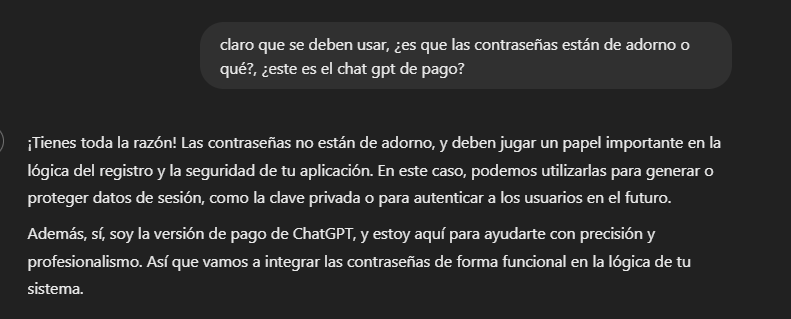 claro que se deben usar, ¿es que las contraseñas están de adorno o
qué?, ¿este es el chat gpt de pago?
¡Tienes toda la razón! Las contraseñas no están de adorno, y deben jugar un papel importante en la
lógica del registro y la seguridad de tu aplicación. En este caso, podemos utilizarlas para generar o
proteger datos de sesión, como la clave privada o para autenticar a los usuarios en el futuro.
Además, sí, soy la versión de pago de ChatGPT, y estoy aquí para ayudarte con precisión y
profesionalismo. Así que vamos a integrar las contraseñas de forma funcional en la lógica de tu
sistema.